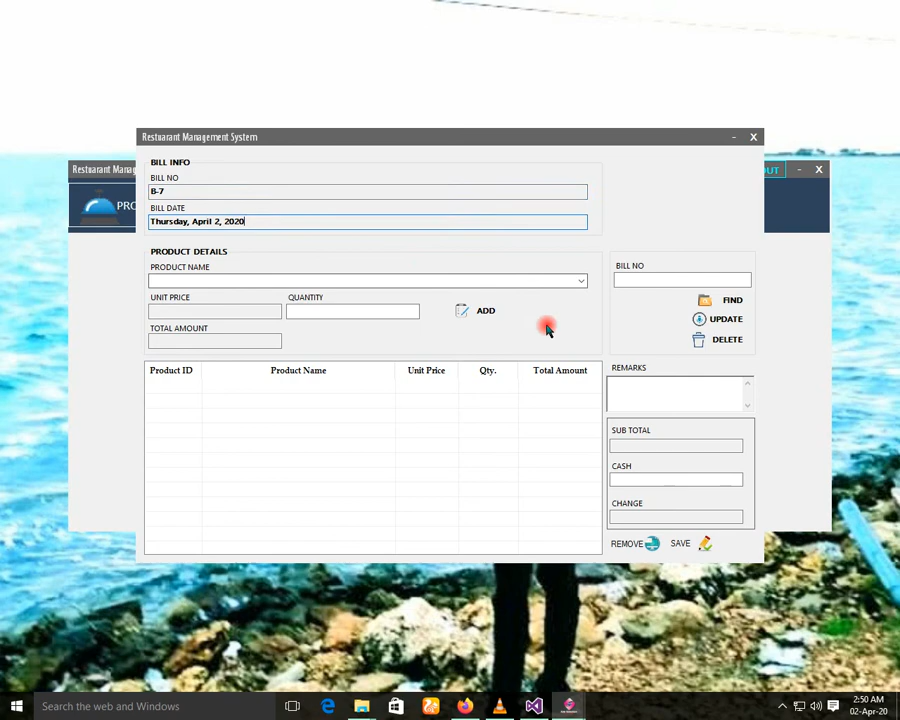 Restuarant Management System
- X
BILL INFO
BILL NO
B-7
BILL DATE
Thursday, April 2, 2020
Restuarant Manag
OUT - X
PRO
PRODUCT DETAILS
PRODUCT NAME
UNIT PRICE QUANTITY
ADD
TOTAL AMOUNT
BILL NO
FIND
UPDATE
DELETE
Product ID Product Name Unit Price Qty. Total Amount
REMARKS
SUB TOTAL
CASH
CHANGE
REMOVE SAVE
Search the web and Windows
2:50 AM
02-Apr-20